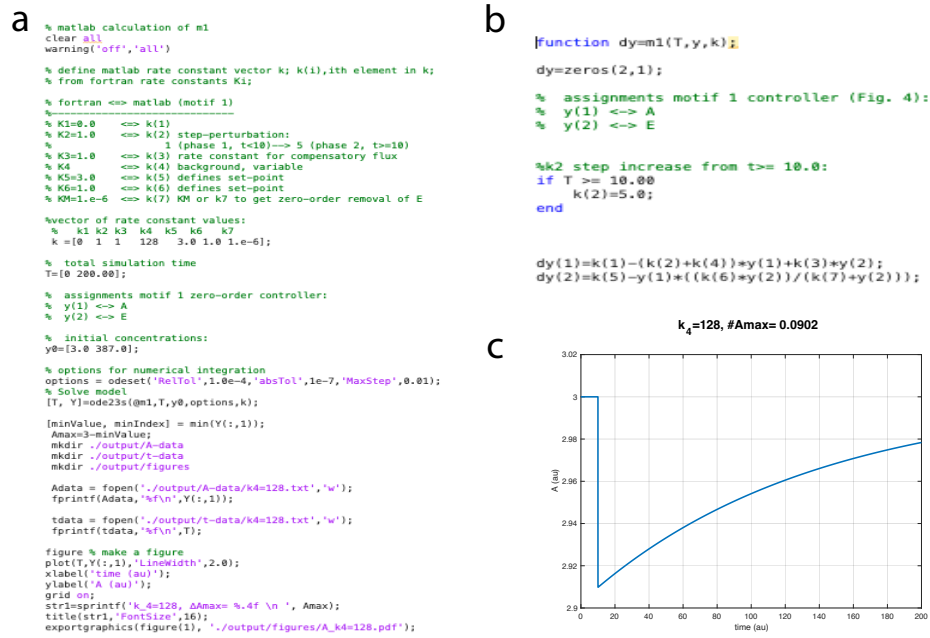 a
% matlab calculation of m1
clear all
warning('off','all')
% define matlab rate constant vector k; k(i),ith element in k;
% from fortran rate constants Ki;
% fortran <=> matlab (motif 1)
%-----------------------------
% K1=0.0 <=> k(1)
% K2=1.0 <=> k(2) step-perturbation:
% 1 (phase 1, t<10)--> 5 (phase 2, t>=10)
% K3=1.0 <=> k(3) rate constant for compensatory flux
% K4 <=> k(4) background, variable
% K5=3.0 <=> k(5) defines set-point
% K6=1.0 <=> k(6) defines set-point
% KM=1.e-6 <=> k(7) KM or k7 to get zero-order removal of E
%vector of rate constant values:
% k1 k2 k3 k4 k5 k6 k7
k =[0 1 1 128 3.0 1.0 1.e-6];
% total simulation time
T=[0 200.00];
% assignments motif 1 zero-order controller:
% y(1) <-> A
% y(2) <-> E
% initial concentrations:
y0=[3.0 387.0];
% options for numerical integration
options = odeset('RelTol',1.0e-4,'absTol',1e-7,'MaxStep',0.01);
% Solve model
[T, Y]=ode23s(@m1,T,y0,options,k);
[minValue, minIndex] = min(Y(:,1));
Amax=3-minValue;
mkdir ./output/A-data
mkdir ./output/t-data
mkdir ./output/figures
Adata = fopen('./output/A-data/k4=128.txt','w');
fprintf(Adata,'%f\n',Y(:,1));
tdata = fopen('./output/t-data/k4=128.txt','w');
fprintf(tdata,'%f\n',T);
figure % make a figure
plot(T,Y(:,1),'LineWidth',2.0);
xlabel('time (au)');
ylabel('A (au)');
grid on;
str1=sprintf('k_4=128, ΔAmax= %.4f \n ', Amax);
title(str1,'FontSize',16);
exportgraphics(figure(1), './output/figures/A_k4=128.pdf');
b
function dy=m1(T,y,k);
dy=zeros(2,1);
% assignments motif 1 controller (Fig. 4):
% y(1) <-> A
% y(2) <-> E
%k2 step increase from t>= 10.0:
if T >= 10.00
k(2)=5.0;
end
dy(1)=k(1)-(k(2)+k(4))*y(1)+k(3)*y(2);
dy(2)=k(5)-y(1)*((k(6)*y(2))/(k(7)+y(2)));
c
k4=128, #Amax= 0.0902
3.02
3
2.98
2.96
2.94
2.92
2.9
A (au)
0 20 40 60 80 100 120 140 160 180 200
time (au)